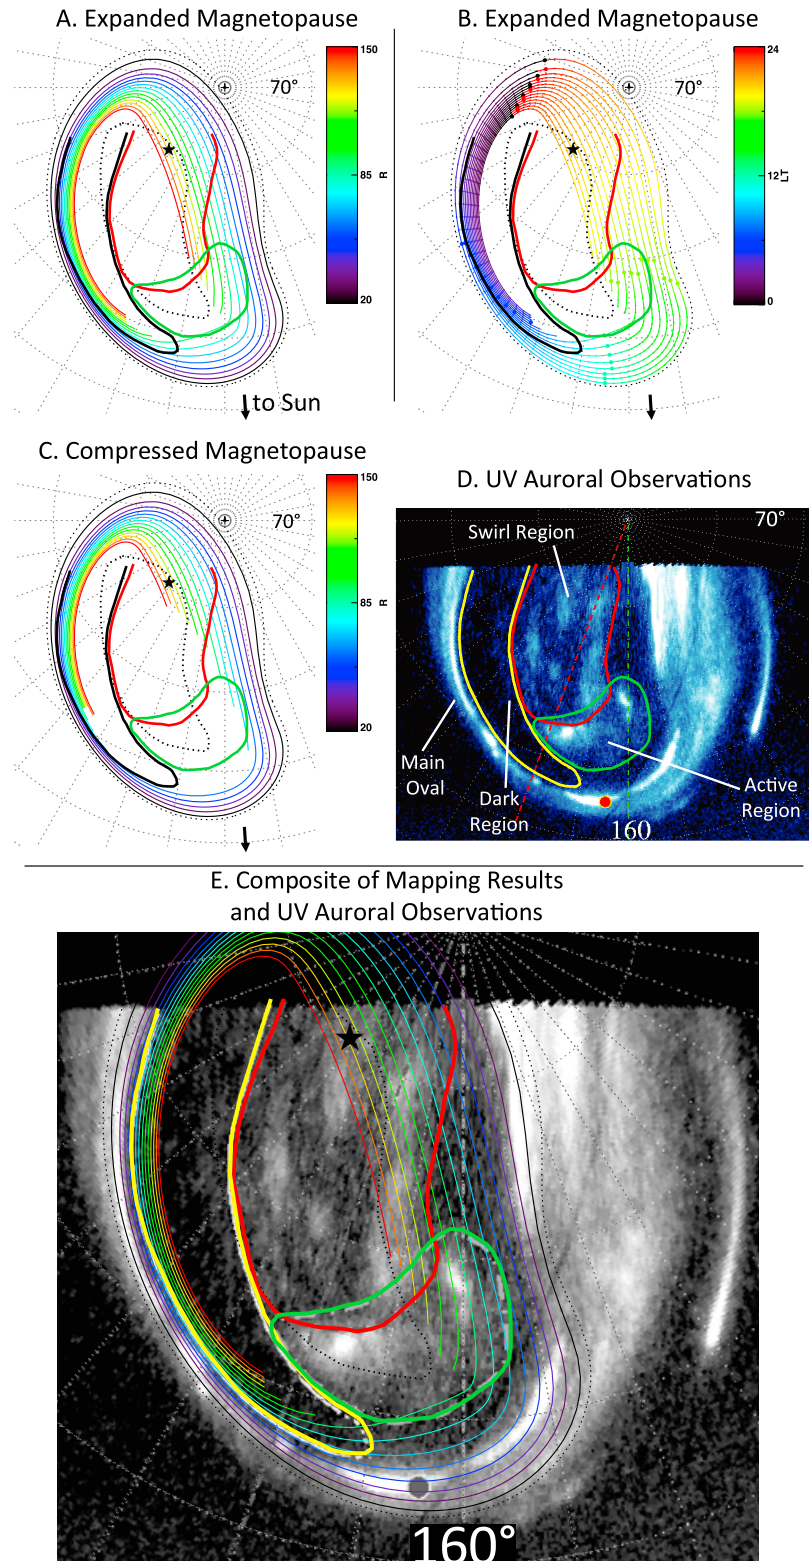 A. Expanded Magnetopause
150
70°
85
R
20
to Sun
B. Expanded Magnetopause
24
70°
12
LT
0
C. Compressed Magnetopause
150
70°
85
R
20
D. UV Auroral Observations
70°
Swirl Region
Main
Oval
Dark
Region
Active
Region
160
E. Composite of Mapping Results
and UV Auroral Observations
160°